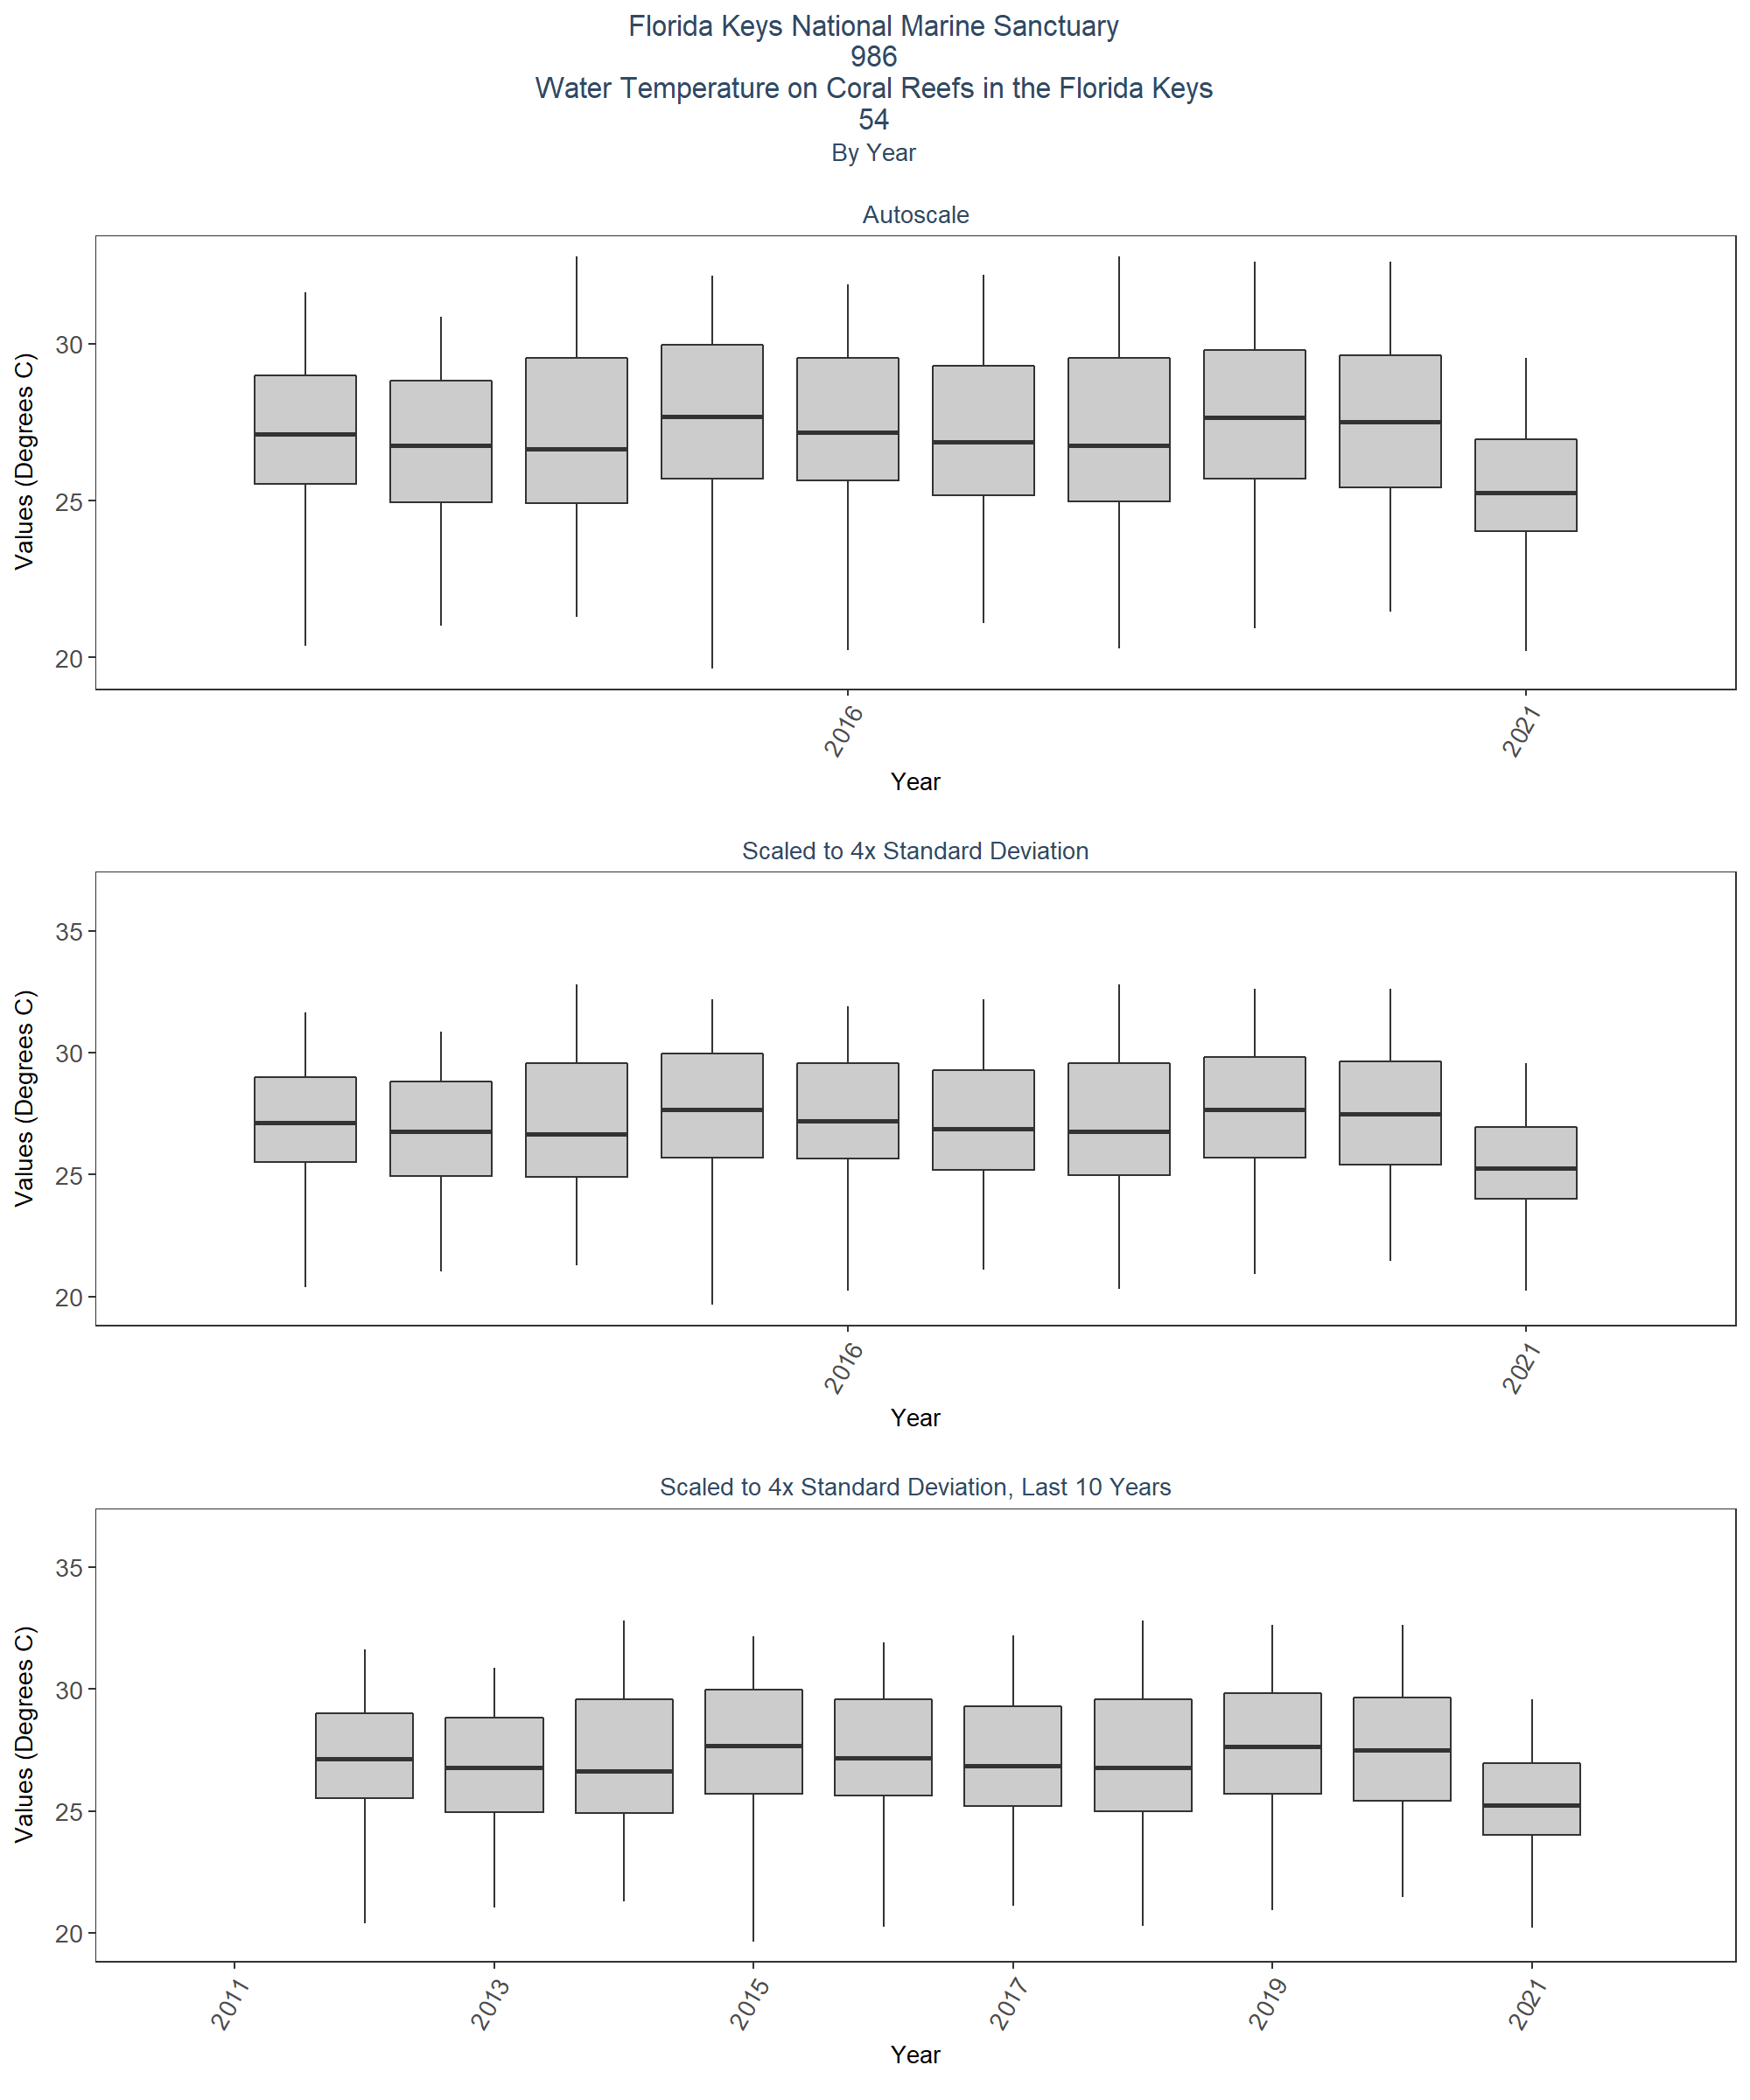 Florida Keys National Marine Sanctuary
986
Water Temperature on Coral Reefs in the Florida Keys
54
By Year
Autoscale
Values (Degrees C)
30
25
20
2016
2021
Year
Scaled to 4x Standard Deviation
Values (Degrees C)
35
30
25
20
2016
2021
Year
Scaled to 4x Standard Deviation, Last 10 Years
Values (Degrees C)
35
30
25
20
2011
2013
2015
2017
2019
2021
Year